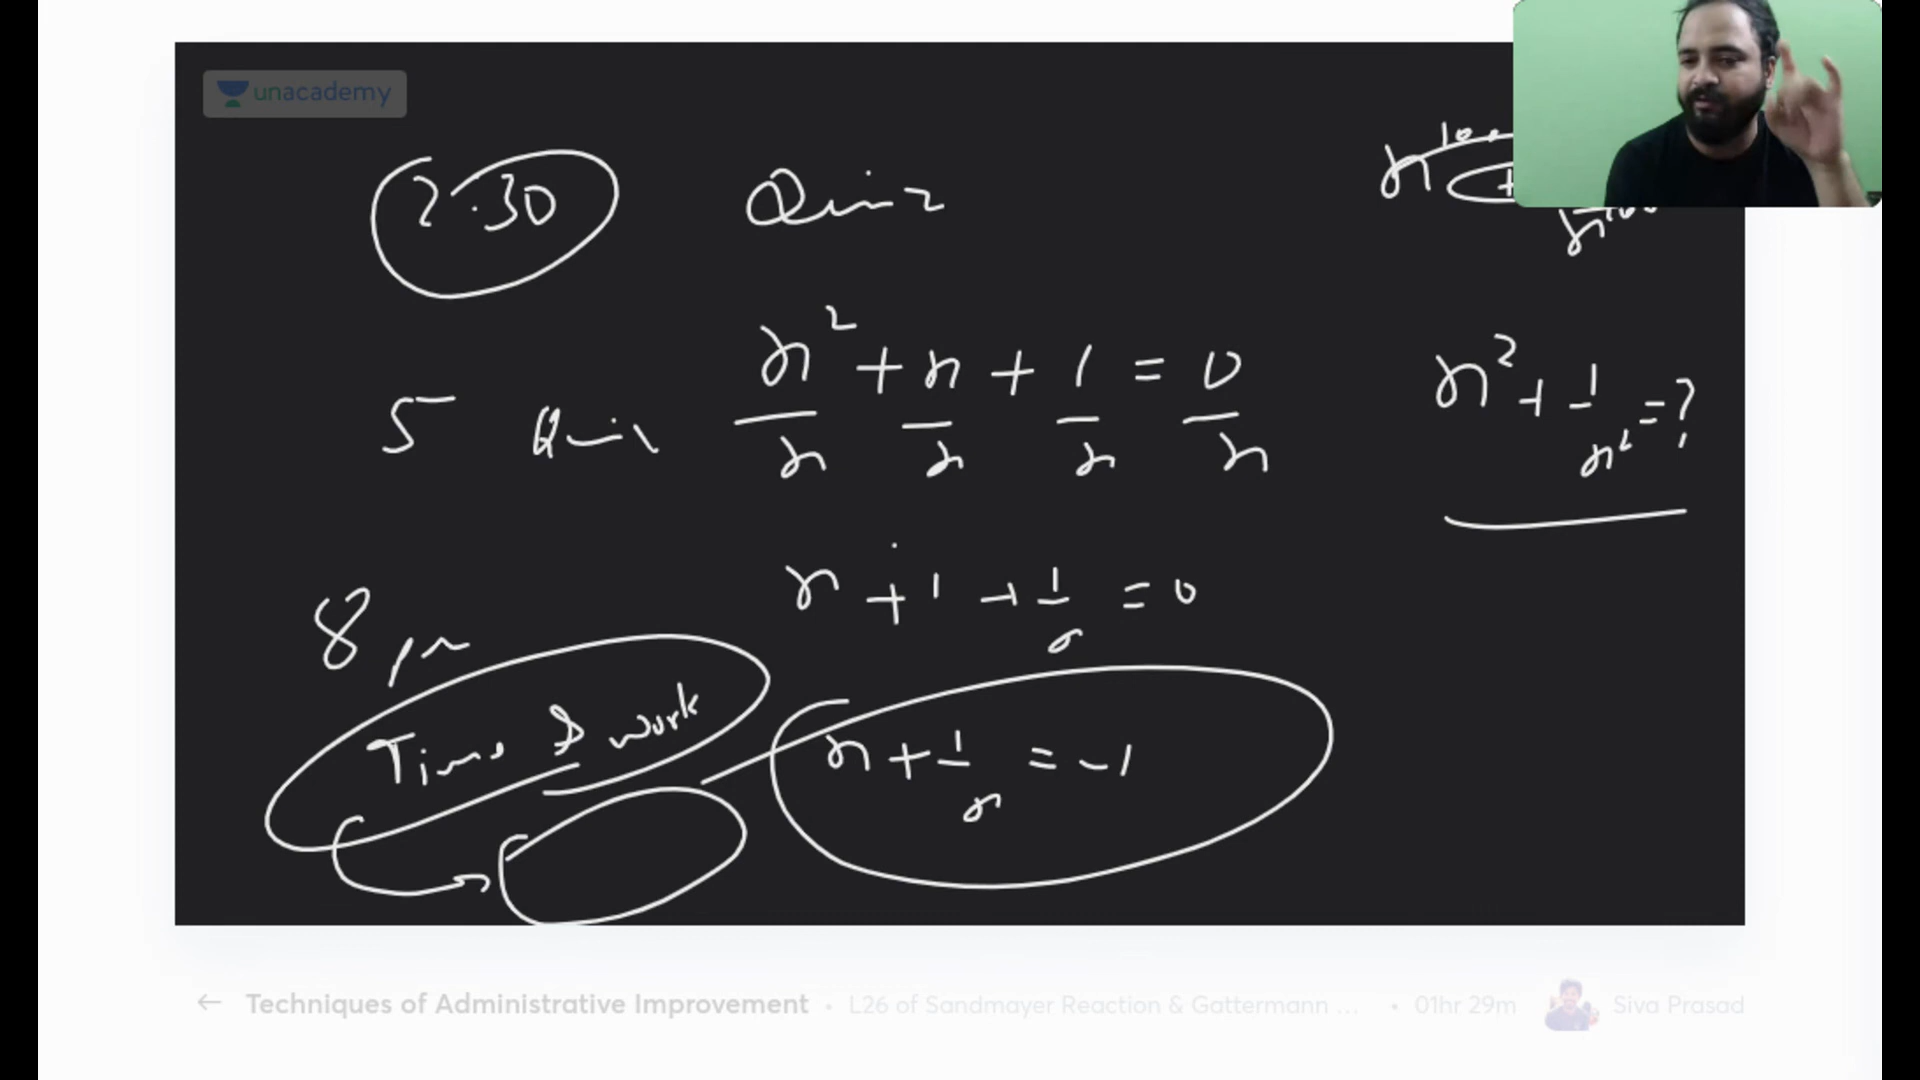 unacademy
2.30 Quiz
x² + x + 1 = 0
x x x x
x² + 1/x² = ?
5 Quiz
x + 1 + 1/x = 0
8 pm
Time & work
x + 1/x = -1
← Techniques of Administrative Improvement • L26 of Sandmayer Reaction & Gattermann ... • 01hr 29m Siva Prasad